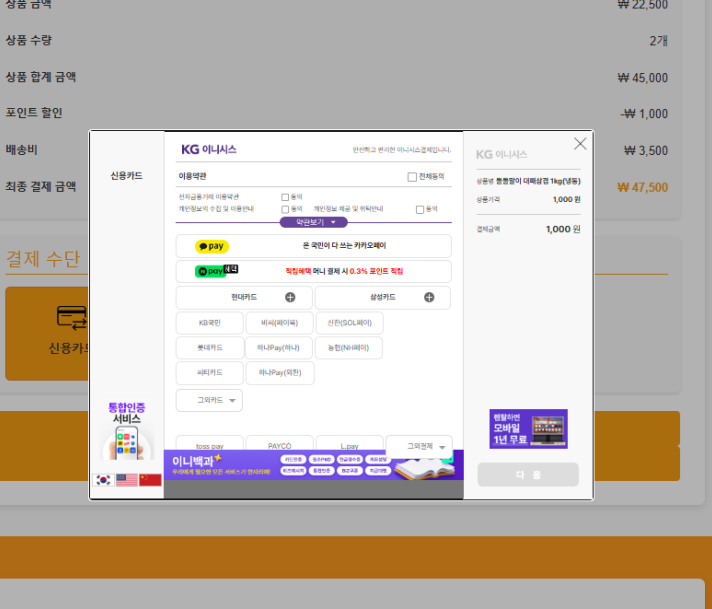 상품 금액 ₩ 22,500
상품 수량 2개
상품 합계 금액 ₩ 45,000
포인트 할인 -₩ 1,000
배송비 ₩ 3,500
최종 결제 금액 ₩ 47,500
결제 수단
신용카드
신용카드
통합인증
서비스
KG 이니시스
안전하고 편리한 이니시스결제입니다.
이용약관 전체동의
전자금융거래 이용약관 동의
개인정보의 수집 및 이용안내 동의 개인정보 제공 및 위탁안내 동의
약관보기
pay 온 국민이 다 쓰는 카카오페이
N pay 혜택 적립혜택 머니 결제 시 0.3% 포인트 적립
현대카드 삼성카드
KB국민 비씨(페이북) 신한(SOL페이)
롯데카드 하나Pay(하나) 농협(NH페이)
씨티카드 하나Pay(외환)
그외카드
toss pay PAYCO L.pay 그외결제
이니백과
KG 이니시스
상품명 통통말이 대패삼겹 1kg(냉동)
상품가격 1,000 원
결제금액 1,000 원
렌탈하면
모바일
1년 무료
다 음